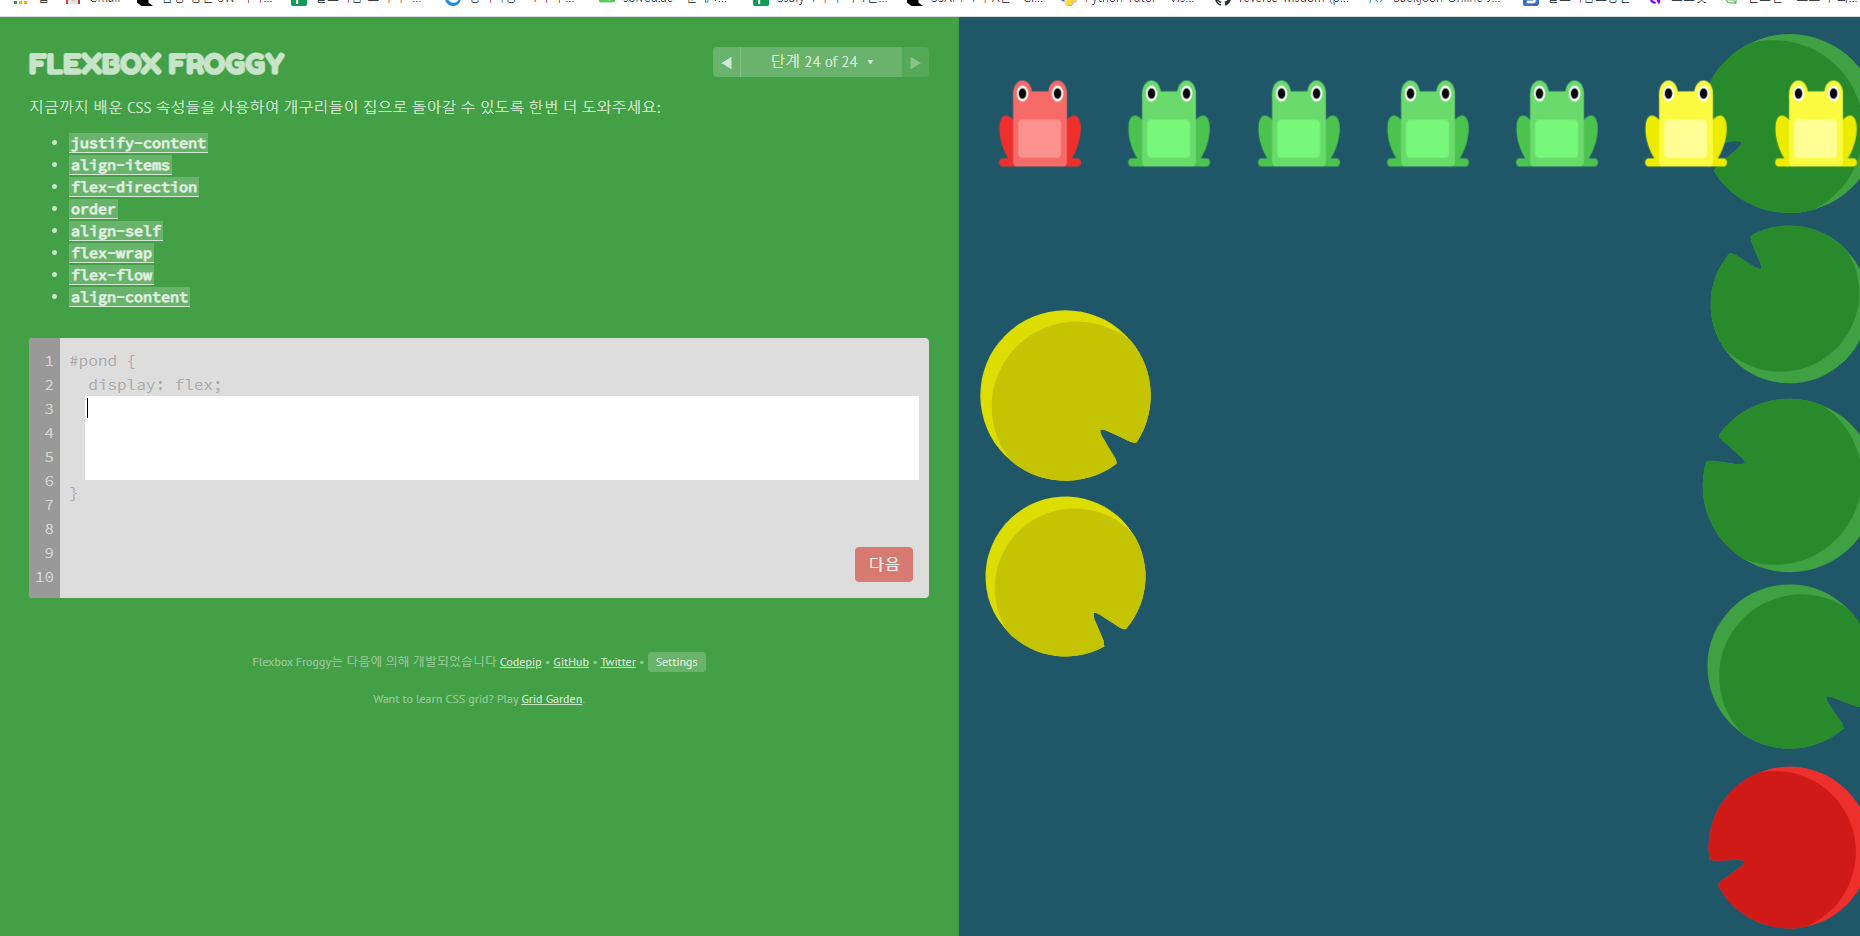 FLEXBOX FROGGY
◀ 단계 24 of 24 ▾ ▶
지금까지 배운 CSS 속성들을 사용하여 개구리들이 집으로 돌아갈 수 있도록 한번 더 도와주세요:
• justify-content
• align-items
• flex-direction
• order
• align-self
• flex-wrap
• flex-flow
• align-content
1 #pond {
2 display: flex;
3
4
5
6 }
7
8
9
10
다음
Flexbox Froggy는 다음에 의해 개발되었습니다 Codepip • GitHub • Twitter • Settings
Want to learn CSS grid? Play Grid Garden.